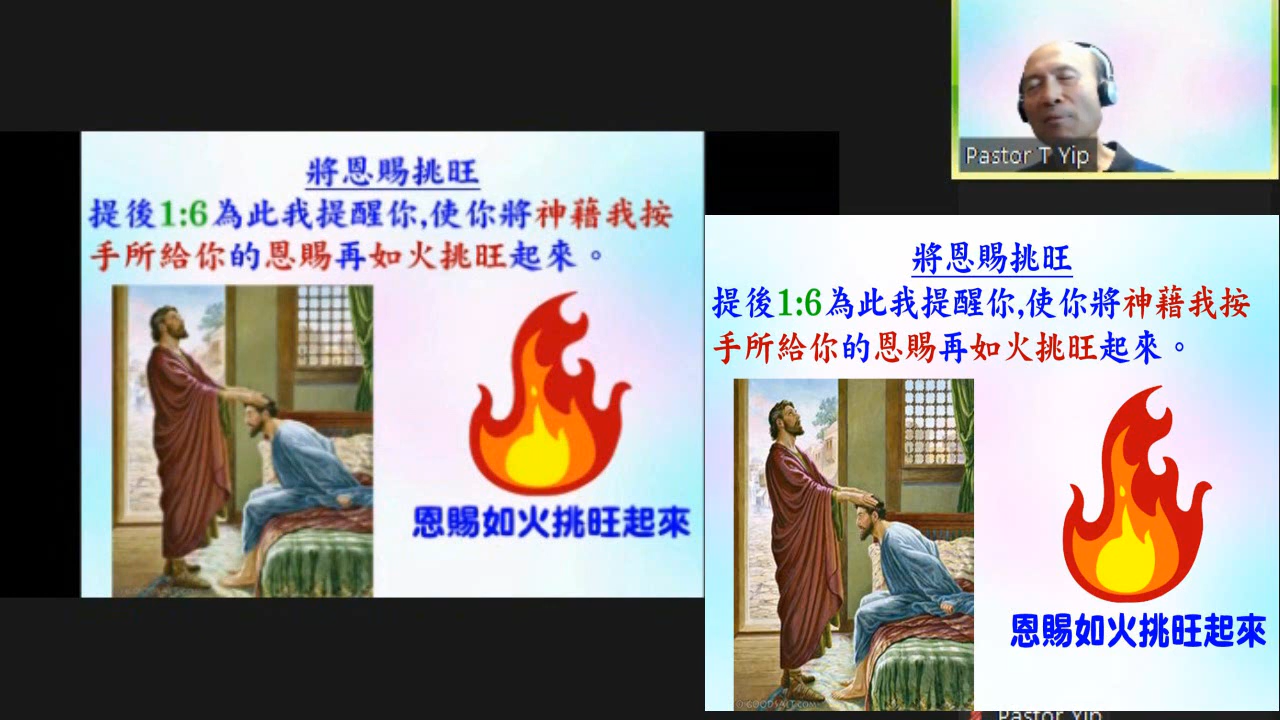 Pastor T Yip
將恩賜挑旺
提後1:6為此我提醒你,使你將神藉我按
手所給你的恩賜再如火挑旺起來。
恩賜如火挑旺起來
將恩賜挑旺
提後1:6為此我提醒你,使你將神藉我按
手所給你的恩賜再如火挑旺起來。
恩賜如火挑旺起來
© GOODSALT.COM
Pastor Yip